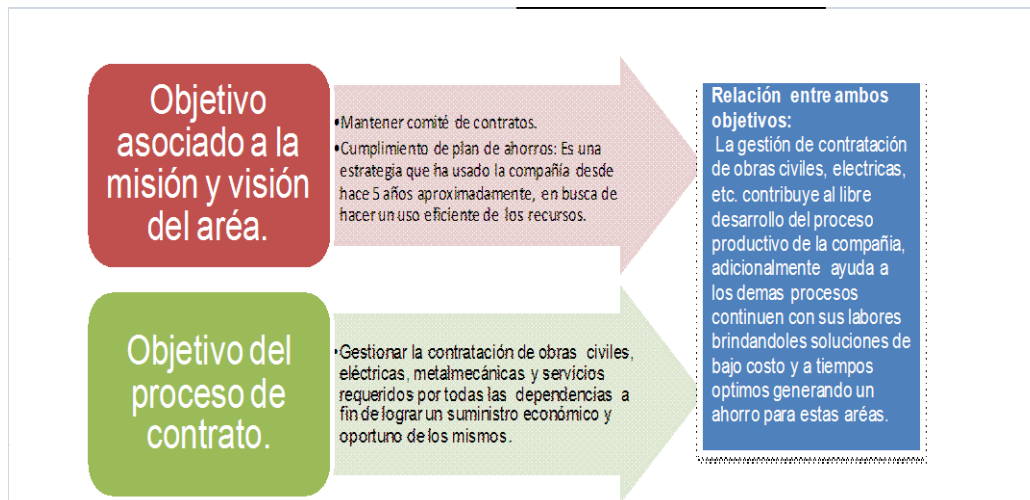 Objetivo
asociado a la
misión y visión
del aréa.
•Mantener comité de contratos.
•Cumplimiento de plan de ahorros: Es una
estrategia que ha usado la compañía desde
hace 5 años aproximadamente, en busca de
hacer un uso eficiente de los recursos.
Objetivo del
proceso de
contrato.
•Gestionar la contratación de obras civiles,
eléctricas, metalmecánicas y servicios
requeridos por todas las dependencias a
fin de lograr un suministro económico y
oportuno de los mismos.
Relación entre ambos
objetivos:
La gestión de contratación
de obras civiles, electricas,
etc. contribuye al libre
desarrollo del proceso
productivo de la compañia,
adicionalmente ayuda a
los demas procesos
continuen con sus labores
brindandoles soluciones de
bajo costo y a tiempos
optimos generando un
ahorro para estas aréas.